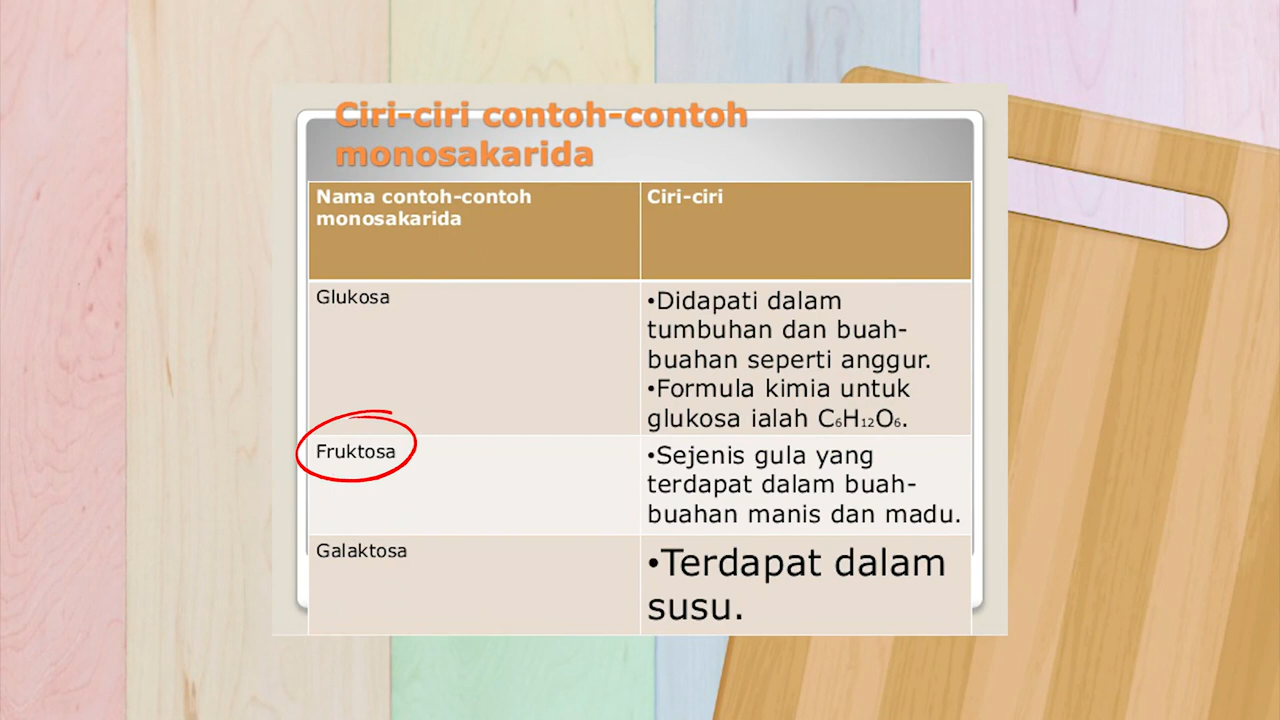 Ciri-ciri contoh-contoh
monosakarida
Nama contoh-contoh
monosakarida
Ciri-ciri
Glukosa
•Didapati dalam
tumbuhan dan buah-
buahan seperti anggur.
•Formula kimia untuk
glukosa ialah C₆H₁₂O₆.
Fruktosa
•Sejenis gula yang
terdapat dalam buah-
buahan manis dan madu.
Galaktosa
•Terdapat dalam
susu.